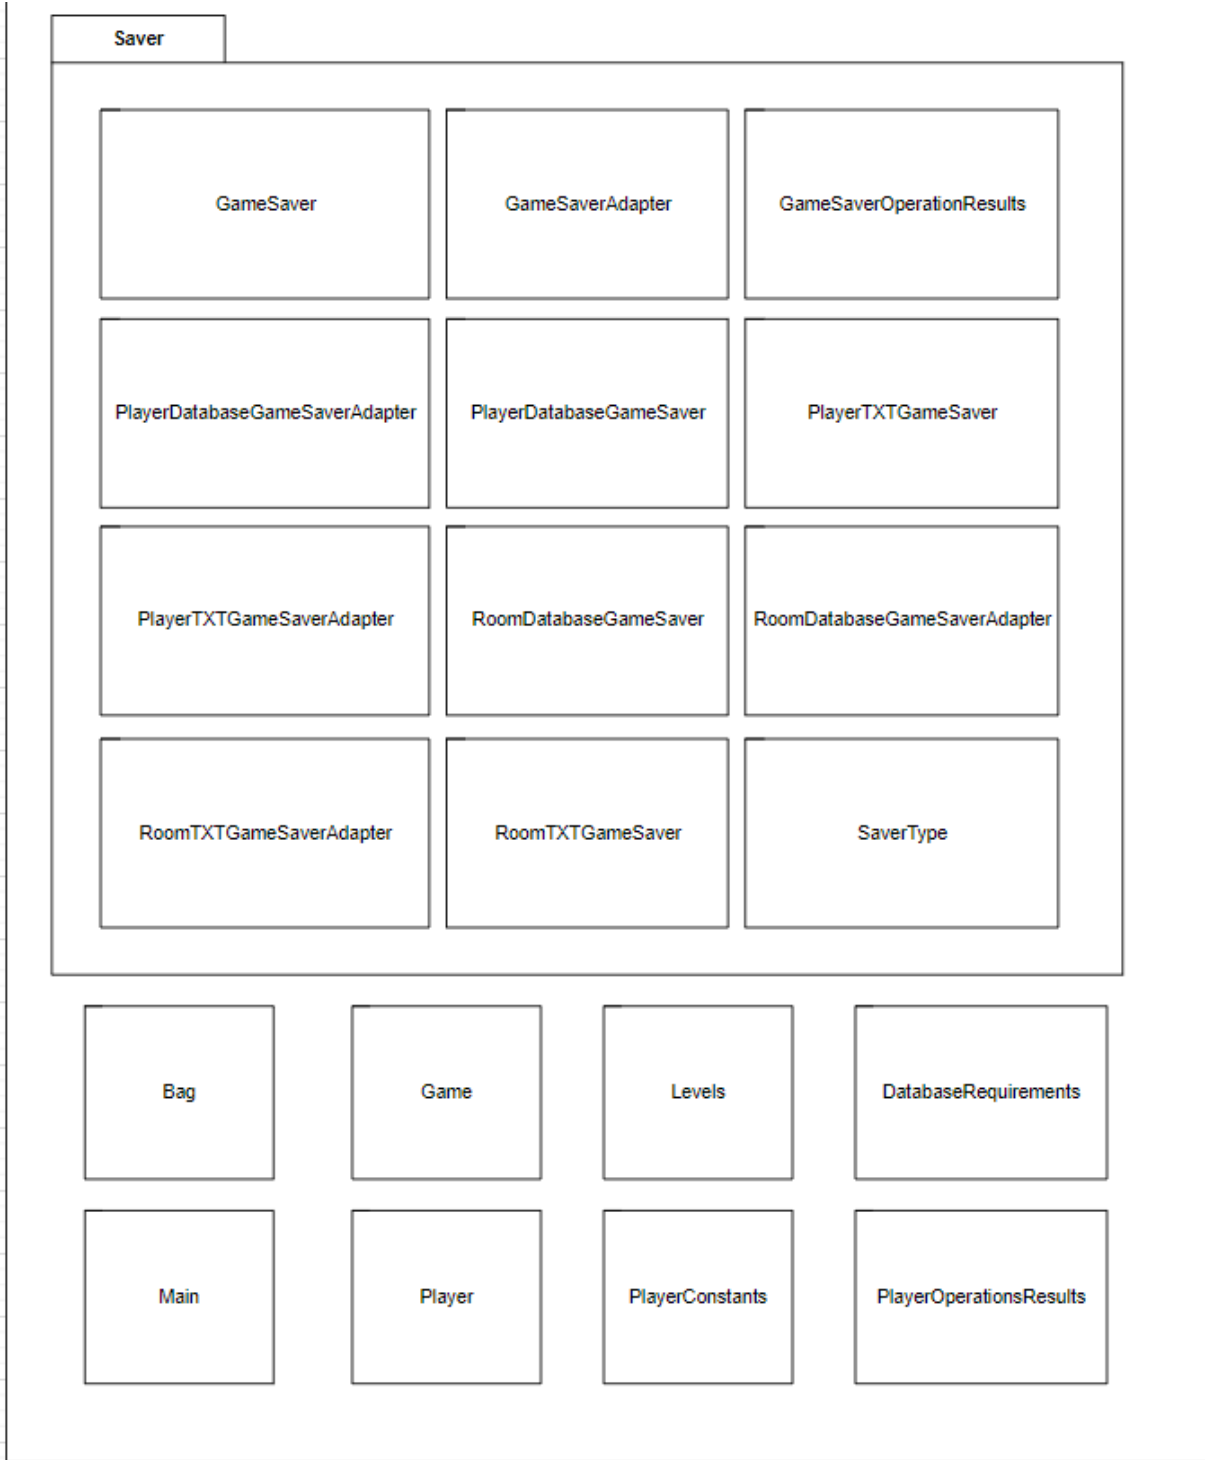 Saver
GameSaver
GameSaverAdapter
GameSaverOperationResults
PlayerDatabaseGameSaverAdapter
PlayerDatabaseGameSaver
PlayerTXTGameSaver
PlayerTXTGameSaverAdapter
RoomDatabaseGameSaver
RoomDatabaseGameSaverAdapter
RoomTXTGameSaverAdapter
RoomTXTGameSaver
SaverType
Bag
Game
Levels
DatabaseRequirements
Main
Player
PlayerConstants
PlayerOperationsResults